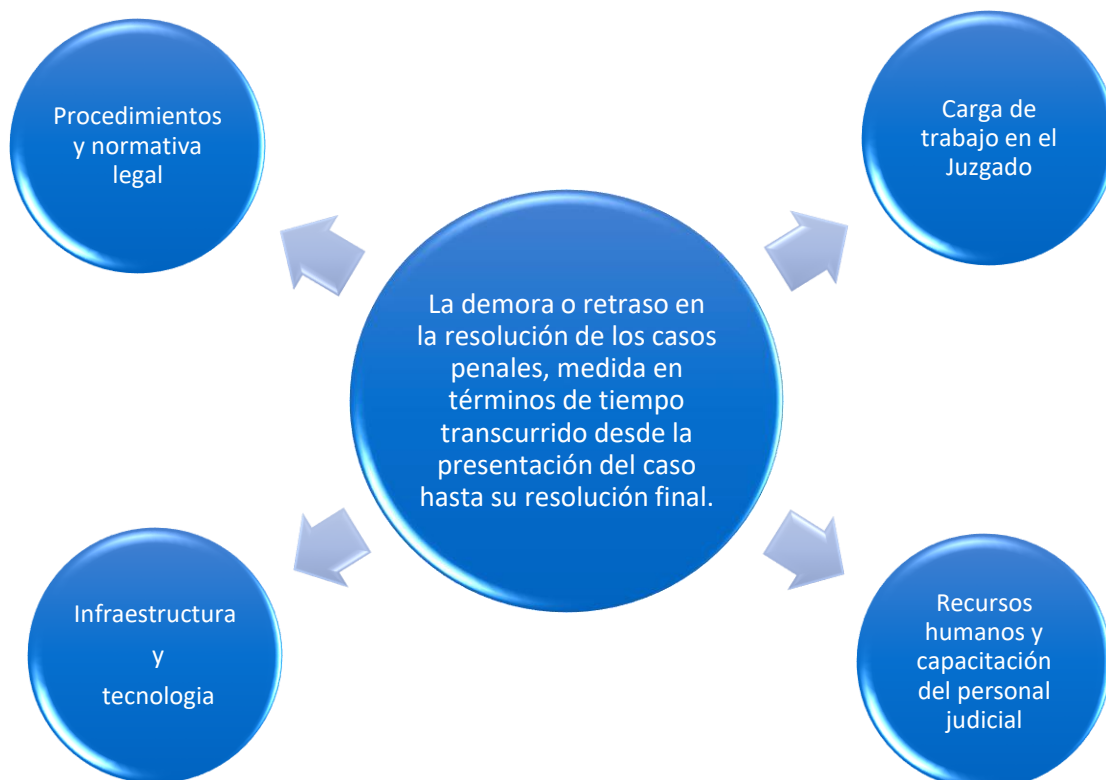 Procedimientos
y normativa
legal
Carga de
trabajo en el
Juzgado
La demora o retraso en
la resolución de los casos
penales, medida en
términos de tiempo
transcurrido desde la
presentación del caso
hasta su resolución final.
Infraestructura
y
tecnologia
Recursos
humanos y
capacitación
del personal
judicial